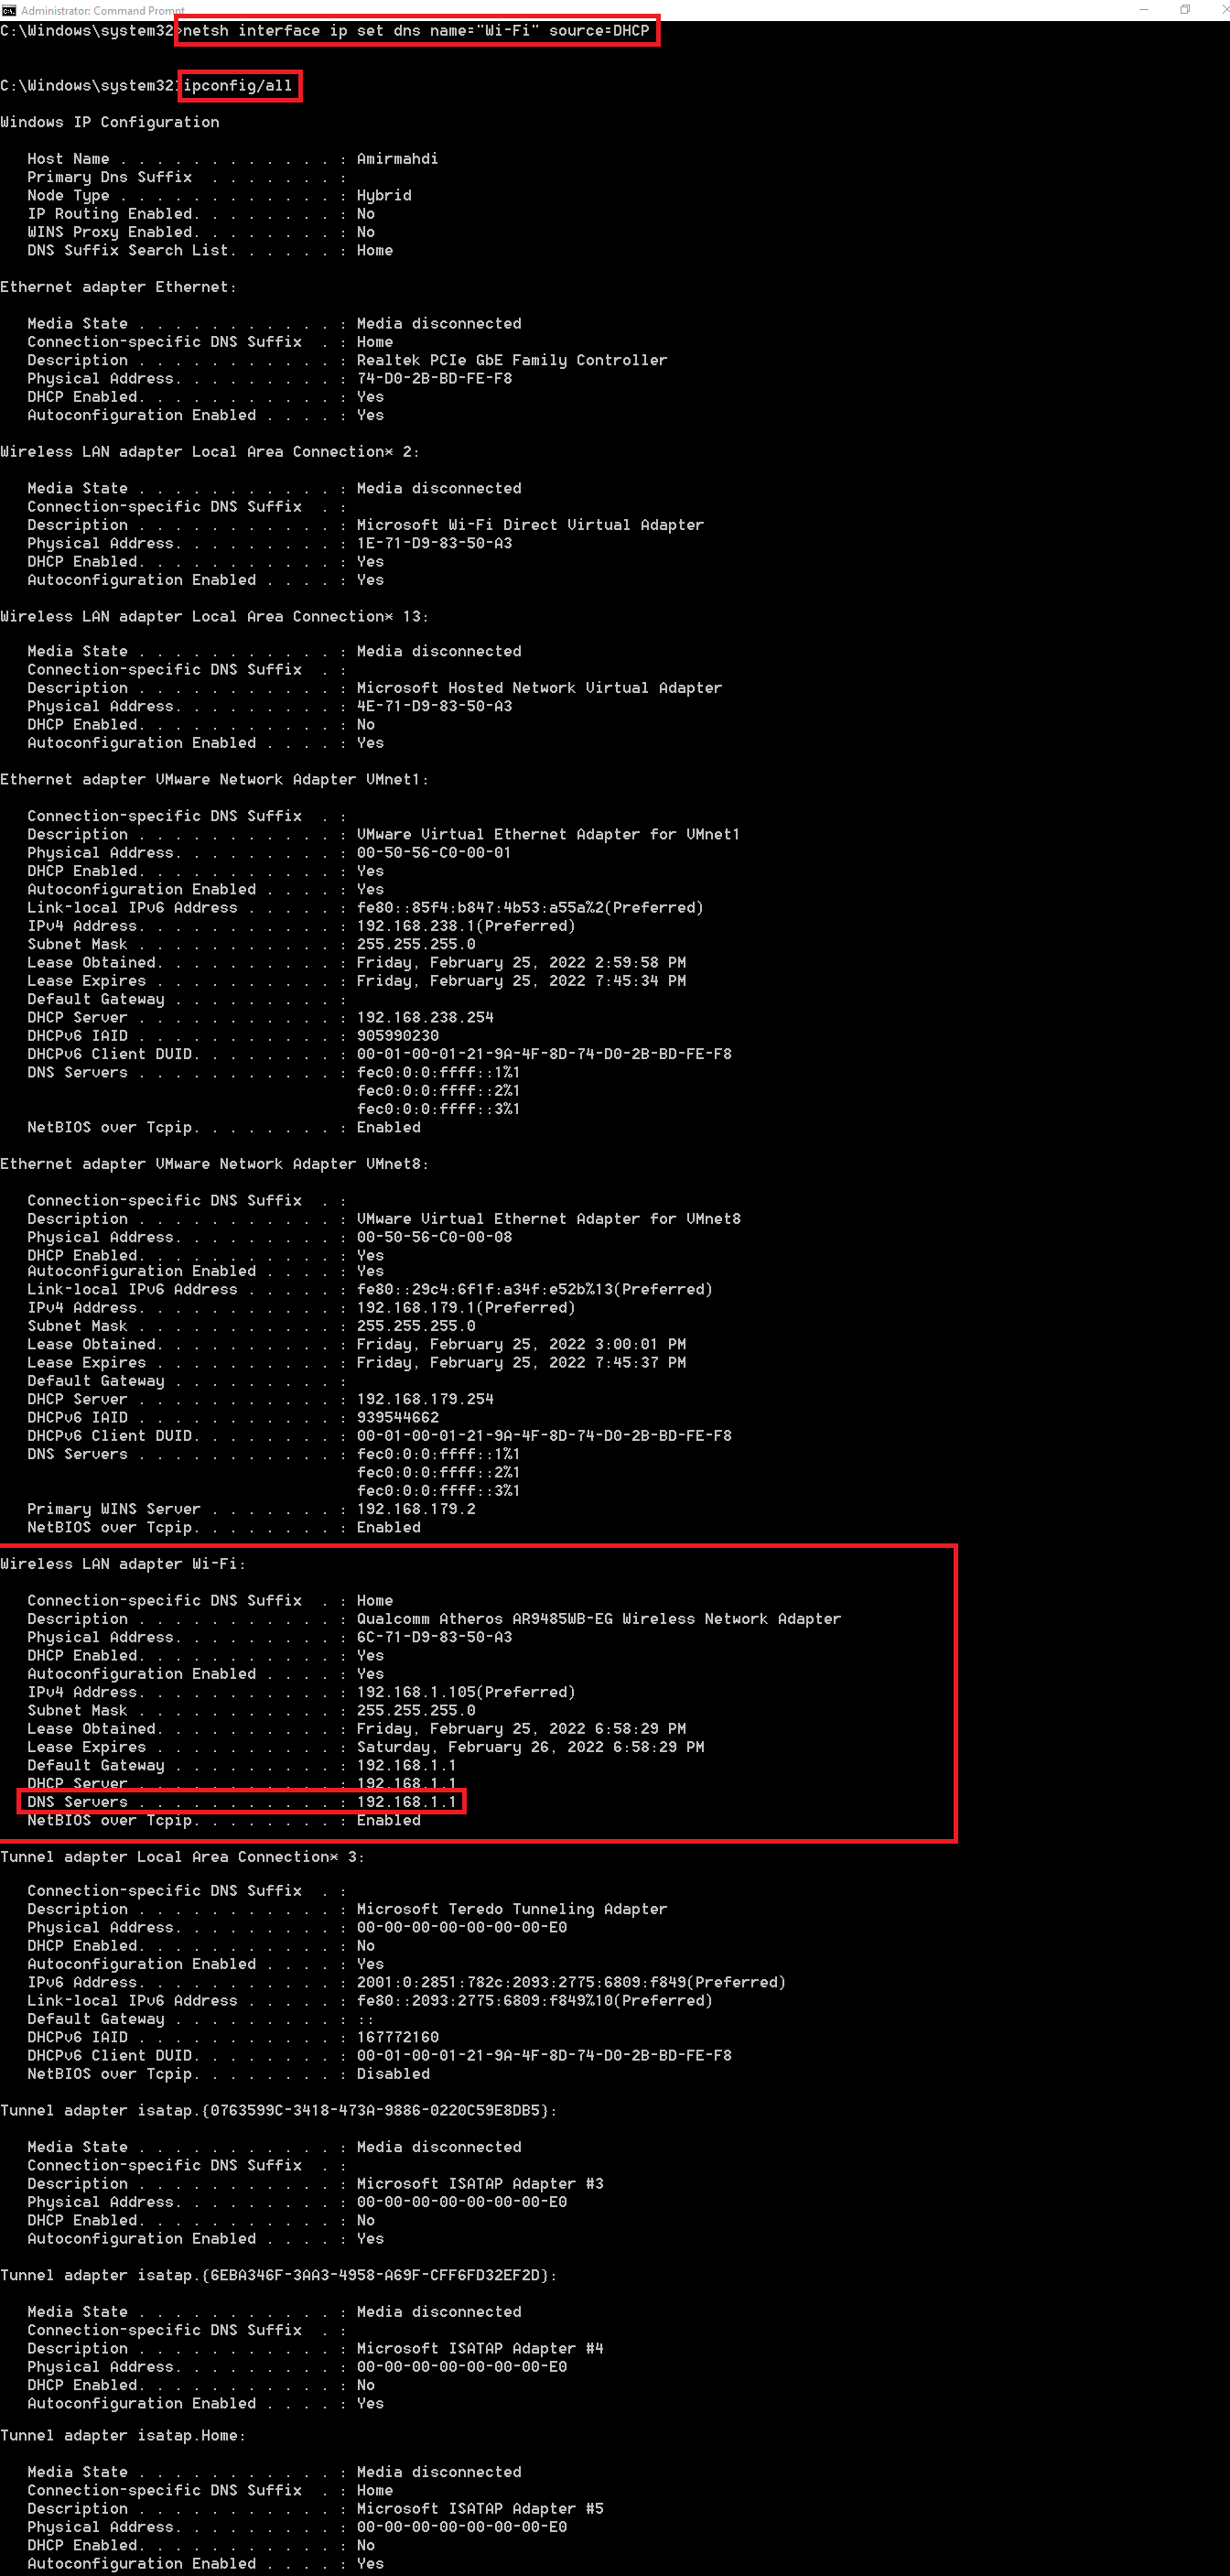 Administrator: Command Prompt
C:\Windows\system32>netsh interface ip set dns name="Wi-Fi" source=DHCP
C:\Windows\system32>ipconfig/all
Windows IP Configuration
Host Name . . . . . . . . . . . . : Amirmahdi
Primary Dns Suffix  . . . . . . . :
Node Type . . . . . . . . . . . . : Hybrid
IP Routing Enabled. . . . . . . . : No
WINS Proxy Enabled. . . . . . . . : No
DNS Suffix Search List. . . . . . : Home
Ethernet adapter Ethernet:
Media State . . . . . . . . . . . : Media disconnected
Connection-specific DNS Suffix  . : Home
Description . . . . . . . . . . . : Realtek PCIe GbE Family Controller
Physical Address. . . . . . . . . : 74-D0-2B-BD-FE-F8
DHCP Enabled. . . . . . . . . . . : Yes
Autoconfiguration Enabled . . . . : Yes
Wireless LAN adapter Local Area Connection* 2:
Media State . . . . . . . . . . . : Media disconnected
Connection-specific DNS Suffix  . :
Description . . . . . . . . . . . : Microsoft Wi-Fi Direct Virtual Adapter
Physical Address. . . . . . . . . : 1E-71-D9-83-50-A3
DHCP Enabled. . . . . . . . . . . : Yes
Autoconfiguration Enabled . . . . : Yes
Wireless LAN adapter Local Area Connection* 13:
Media State . . . . . . . . . . . : Media disconnected
Connection-specific DNS Suffix  . :
Description . . . . . . . . . . . : Microsoft Hosted Network Virtual Adapter
Physical Address. . . . . . . . . : 4E-71-D9-83-50-A3
DHCP Enabled. . . . . . . . . . . : No
Autoconfiguration Enabled . . . . : Yes
Ethernet adapter VMware Network Adapter VMnet1:
Connection-specific DNS Suffix  . :
Description . . . . . . . . . . . : VMware Virtual Ethernet Adapter for VMnet1
Physical Address. . . . . . . . . : 00-50-56-C0-00-01
DHCP Enabled. . . . . . . . . . . : Yes
Autoconfiguration Enabled . . . . : Yes
Link-local IPv6 Address . . . . . : fe80::85f4:b847:4b53:a55a%2(Preferred)
IPv4 Address. . . . . . . . . . . : 192.168.238.1(Preferred)
Subnet Mask . . . . . . . . . . . : 255.255.255.0
Lease Obtained. . . . . . . . . . : Friday, February 25, 2022 2:59:58 PM
Lease Expires . . . . . . . . . . : Friday, February 25, 2022 7:45:34 PM
Default Gateway . . . . . . . . . :
DHCP Server . . . . . . . . . . . : 192.168.238.254
DHCPv6 IAID . . . . . . . . . . . : 905990230
DHCPv6 Client DUID. . . . . . . . : 00-01-00-01-21-9A-4F-8D-74-D0-2B-BD-FE-F8
DNS Servers . . . . . . . . . . . : fec0:0:0:ffff::1%1
fec0:0:0:ffff::2%1
fec0:0:0:ffff::3%1
NetBIOS over Tcpip. . . . . . . . : Enabled
Ethernet adapter VMware Network Adapter VMnet8:
Connection-specific DNS Suffix  . :
Description . . . . . . . . . . . : VMware Virtual Ethernet Adapter for VMnet8
Physical Address. . . . . . . . . : 00-50-56-C0-00-08
DHCP Enabled. . . . . . . . . . . : Yes
Autoconfiguration Enabled . . . . : Yes
Link-local IPv6 Address . . . . . : fe80::29c4:6f1f:a34f:e52b%13(Preferred)
IPv4 Address. . . . . . . . . . . : 192.168.179.1(Preferred)
Subnet Mask . . . . . . . . . . . : 255.255.255.0
Lease Obtained. . . . . . . . . . : Friday, February 25, 2022 3:00:01 PM
Lease Expires . . . . . . . . . . : Friday, February 25, 2022 7:45:37 PM
Default Gateway . . . . . . . . . :
DHCP Server . . . . . . . . . . . : 192.168.179.254
DHCPv6 IAID . . . . . . . . . . . : 939544662
DHCPv6 Client DUID. . . . . . . . : 00-01-00-01-21-9A-4F-8D-74-D0-2B-BD-FE-F8
DNS Servers . . . . . . . . . . . : fec0:0:0:ffff::1%1
fec0:0:0:ffff::2%1
fec0:0:0:ffff::3%1
Primary WINS Server . . . . . . . : 192.168.179.2
NetBIOS over Tcpip. . . . . . . . : Enabled
Wireless LAN adapter Wi-Fi:
Connection-specific DNS Suffix  . : Home
Description . . . . . . . . . . . : Qualcomm Atheros AR9485WB-EG Wireless Network Adapter
Physical Address. . . . . . . . . : 6C-71-D9-83-50-A3
DHCP Enabled. . . . . . . . . . . : Yes
Autoconfiguration Enabled . . . . : Yes
IPv4 Address. . . . . . . . . . . : 192.168.1.105(Preferred)
Subnet Mask . . . . . . . . . . . : 255.255.255.0
Lease Obtained. . . . . . . . . . : Friday, February 25, 2022 6:58:29 PM
Lease Expires . . . . . . . . . . : Saturday, February 26, 2022 6:58:29 PM
Default Gateway . . . . . . . . . : 192.168.1.1
DHCP Server . . . . . . . . . . . : 192.168.1.1
DNS Servers . . . . . . . . . . . : 192.168.1.1
NetBIOS over Tcpip. . . . . . . . : Enabled
Tunnel adapter Local Area Connection* 3:
Connection-specific DNS Suffix  . :
Description . . . . . . . . . . . : Microsoft Teredo Tunneling Adapter
Physical Address. . . . . . . . . : 00-00-00-00-00-00-00-E0
DHCP Enabled. . . . . . . . . . . : No
Autoconfiguration Enabled . . . . : Yes
IPv6 Address. . . . . . . . . . . : 2001:0:2851:782c:2093:2775:6809:f849(Preferred)
Link-local IPv6 Address . . . . . : fe80::2093:2775:6809:f849%10(Preferred)
Default Gateway . . . . . . . . . : ::
DHCPv6 IAID . . . . . . . . . . . : 167772160
DHCPv6 Client DUID. . . . . . . . : 00-01-00-01-21-9A-4F-8D-74-D0-2B-BD-FE-F8
NetBIOS over Tcpip. . . . . . . . : Disabled
Tunnel adapter isatap.{0763599C-3418-473A-9886-0220C59E8DB5}:
Media State . . . . . . . . . . . : Media disconnected
Connection-specific DNS Suffix  . :
Description . . . . . . . . . . . : Microsoft ISATAP Adapter #3
Physical Address. . . . . . . . . : 00-00-00-00-00-00-00-E0
DHCP Enabled. . . . . . . . . . . : No
Autoconfiguration Enabled . . . . : Yes
Tunnel adapter isatap.{6EBA346F-3AA3-4958-A69F-CFF6FD32EF2D}:
Media State . . . . . . . . . . . : Media disconnected
Connection-specific DNS Suffix  . :
Description . . . . . . . . . . . : Microsoft ISATAP Adapter #4
Physical Address. . . . . . . . . : 00-00-00-00-00-00-00-E0
DHCP Enabled. . . . . . . . . . . : No
Autoconfiguration Enabled . . . . : Yes
Tunnel adapter isatap.Home:
Media State . . . . . . . . . . . : Media disconnected
Connection-specific DNS Suffix  . : Home
Description . . . . . . . . . . . : Microsoft ISATAP Adapter #5
Physical Address. . . . . . . . . : 00-00-00-00-00-00-00-E0
DHCP Enabled. . . . . . . . . . . : No
Autoconfiguration Enabled . . . . : Yes